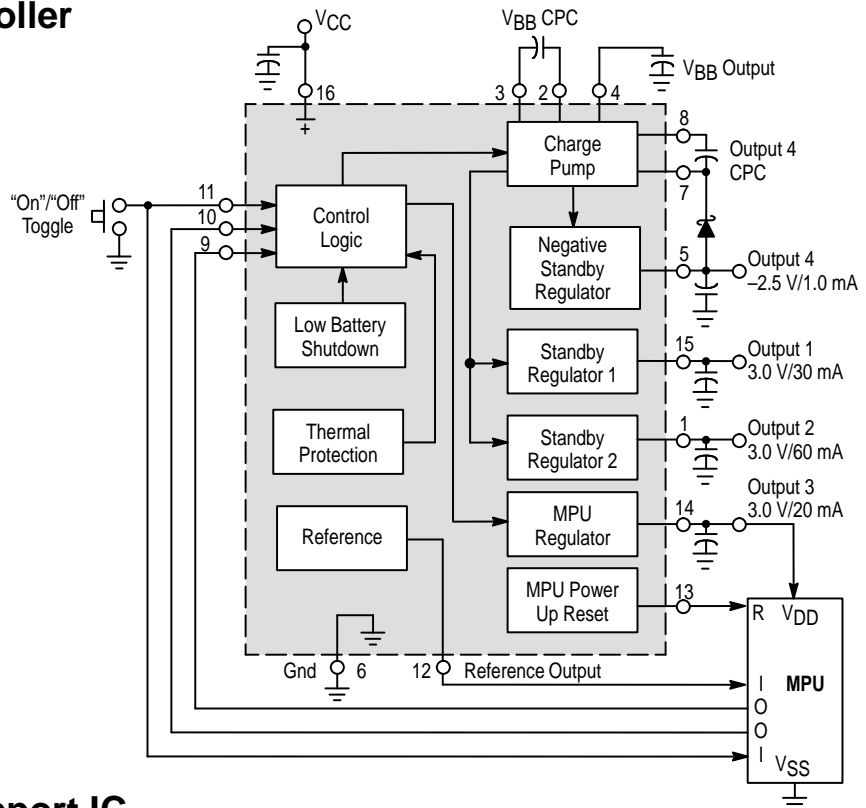 oller
VCC
VBB CPC
VBB Output
16
3
2
4
8
Charge
Pump
Output 4
CPC
7
"On"/"Off"
Toggle
11
10
9
Control
Logic
Negative
Standby
Regulator
5
Output 4
–2.5 V/1.0 mA
Low Battery
Shutdown
Standby
Regulator 1
15
Output 1
3.0 V/30 mA
Thermal
Protection
Standby
Regulator 2
1
Output 2
3.0 V/60 mA
Output 3
3.0 V/20 mA
Reference
MPU
Regulator
14
MPU Power
Up Reset
13
R VDD
Gnd 6
12 Reference Output
I MPU
O
O
I VSS
port IC